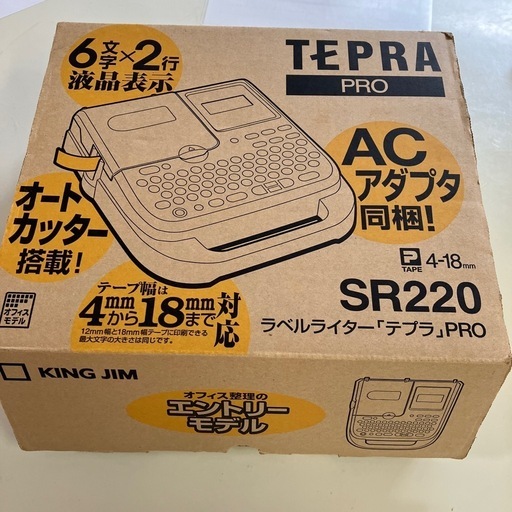 6文字×2行
液晶表示
TEPRA
PRO
AC
アダプタ
同梱!
オート
カッター
搭載!
TAPE 4-18mm
SR220
ラベルライター「テプラ」PRO
オフィス
モデル
テープ幅は
4mmから18mmまで対応
12mm幅と18mm幅テープに印刷できる
最大文字の大きさは同じです。
KING JIM
オフィス整理の
エントリー
モデル